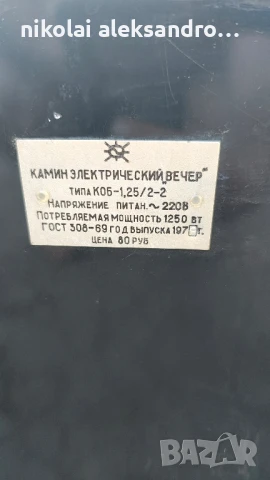 nikolai aleksandro...
КАМИН ЭЛЕКТРИЧЕСКИЙ „ВЕЧЕР"
ТИПА КОБ-1,25/2-2
НАПРЯЖЕНИЕ ПИТАН. ~ 220В
ПОТРЕБЛЯЕМАЯ МОЩНОСТЬ 1250 ВТ
ГОСТ 308-69 ГОД ВЫПУСКА 197 г.
ЦЕНА 80 РУБ
BAZAR